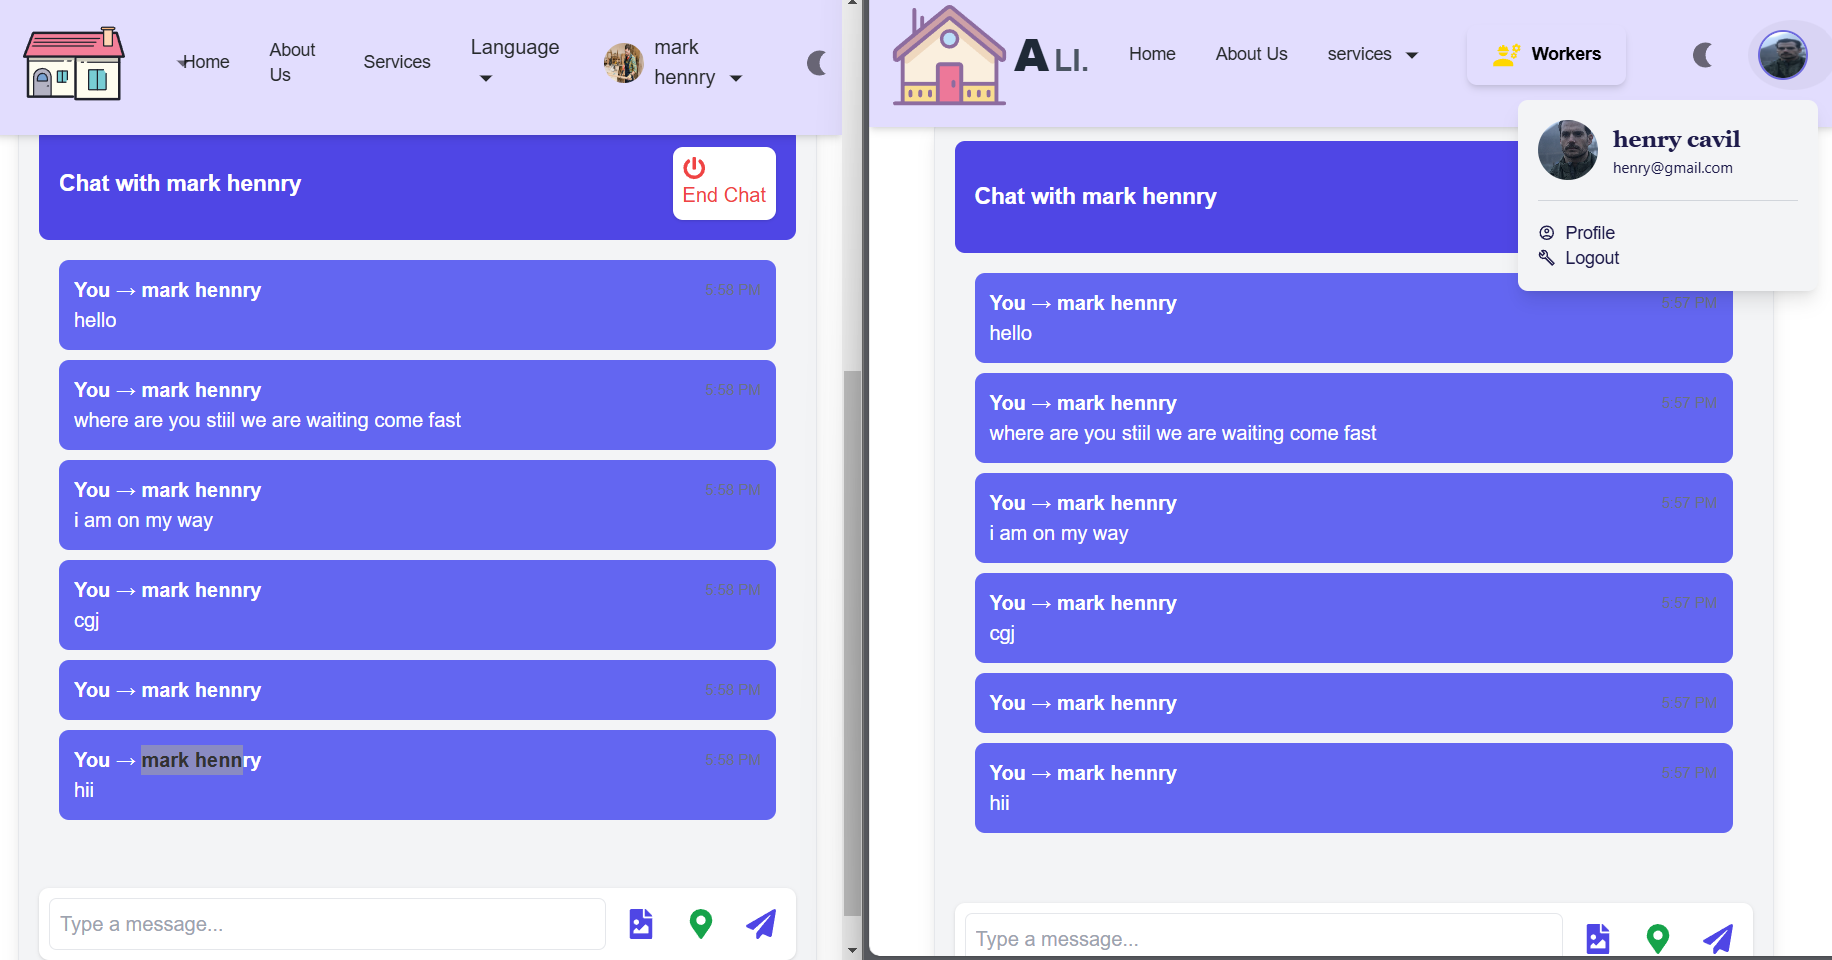 Home
About
Us
Services
Language
mark
hennry
Chat with mark hennry
End Chat
You → mark hennry 5:58 PM
hello
You → mark hennry 5:58 PM
where are you stiil we are waiting come fast
You → mark hennry 5:58 PM
i am on my way
You → mark hennry 5:58 PM
cgj
You → mark hennry 5:58 PM
You → mark hennry 5:58 PM
hii
Type a message...
A LI.
Home
About Us
services
Workers
henry cavil
henry@gmail.com
Profile
Logout
Chat with mark hennry
You → mark hennry 5:57 PM
hello
You → mark hennry 5:57 PM
where are you stiil we are waiting come fast
You → mark hennry 5:57 PM
i am on my way
You → mark hennry 5:57 PM
cgj
You → mark hennry 5:57 PM
You → mark hennry 5:57 PM
hii
Type a message...